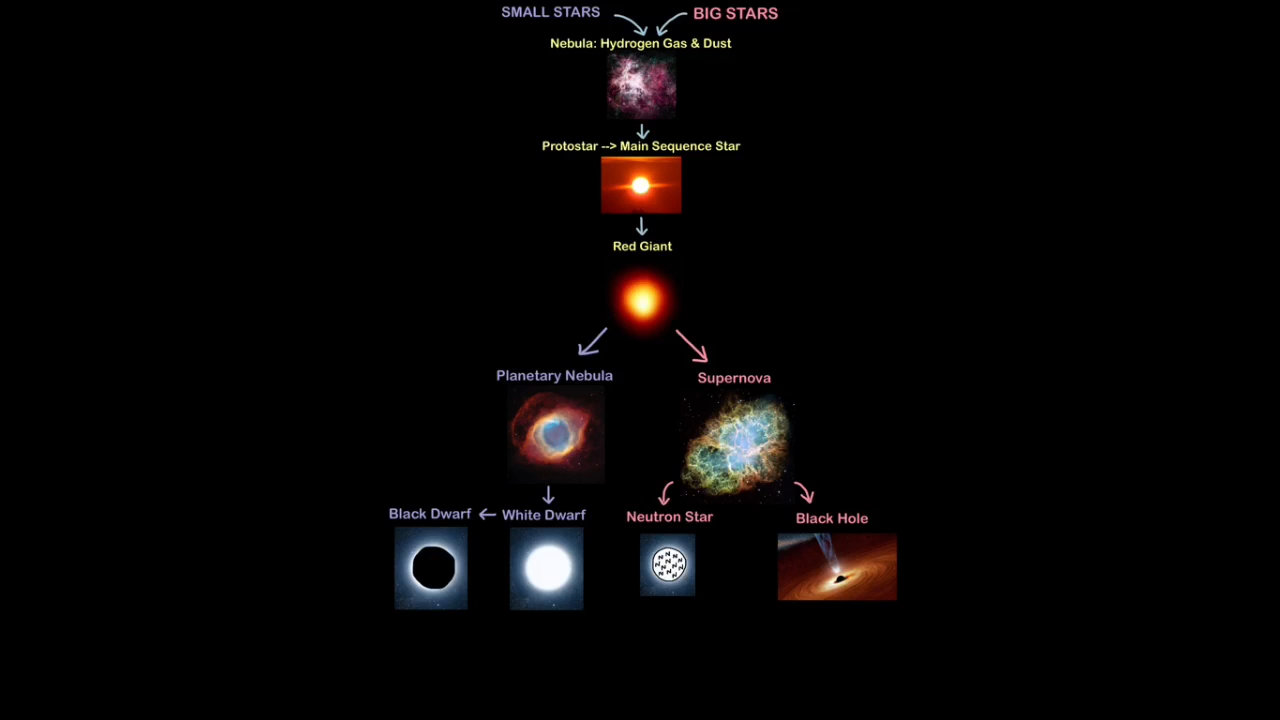 SMALL STARS
BIG STARS
Nebula: Hydrogen Gas & Dust
Protostar --> Main Sequence Star
Red Giant
Planetary Nebula
Supernova
Black Dwarf
White Dwarf
Neutron Star
Black Hole